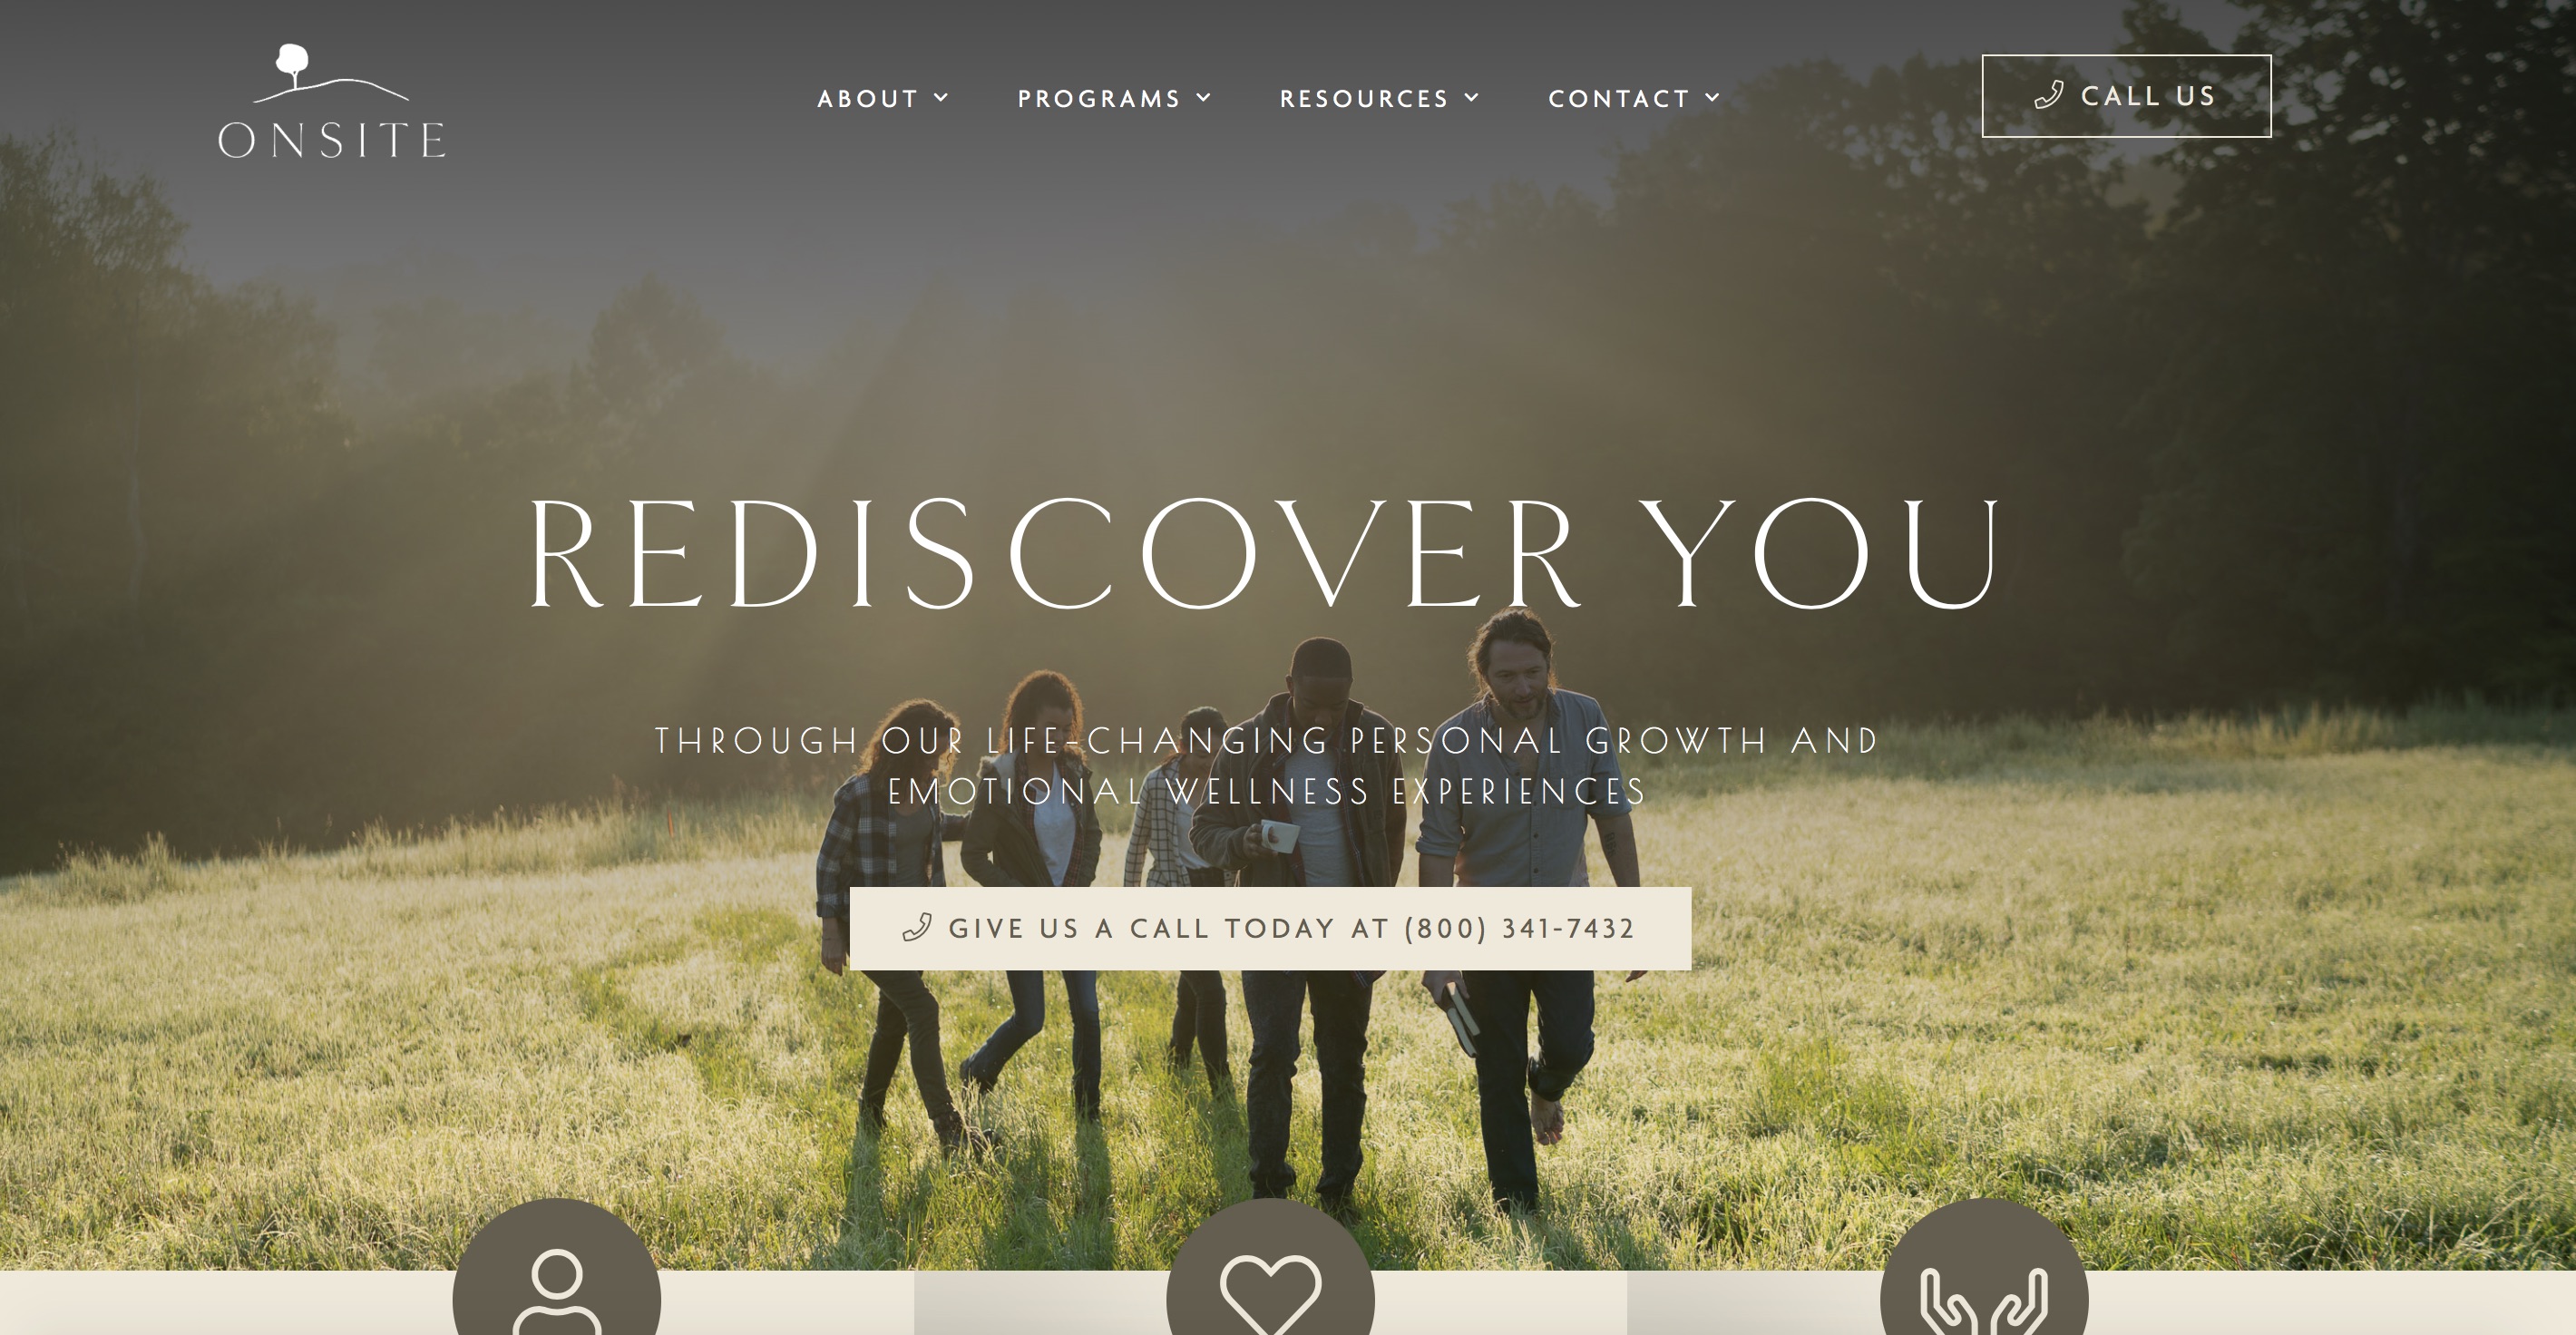 ONSITE
ABOUT
PROGRAMS
RESOURCES
CONTACT
CALL US
REDISCOVER YOU
THROUGH OUR LIFE-CHANGING PERSONAL GROWTH AND
EMOTIONAL WELLNESS EXPERIENCES
GIVE US A CALL TODAY AT (800) 341-7432